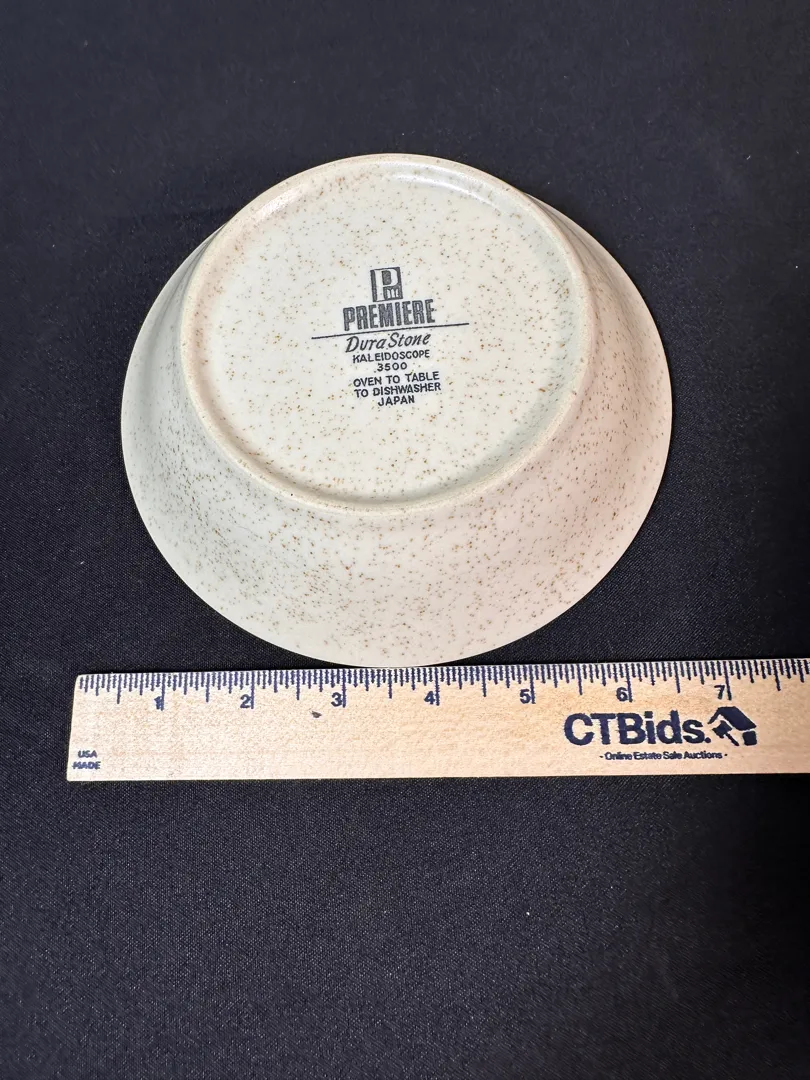 P
PREMIERE
DuraStone
KALEIDOSCOPE
3500
OVEN TO TABLE
TO DISHWASHER
JAPAN
1 2 3 4 5 6 7
CTBids.
- Online Estate Sale Auctions -
USA
MADE